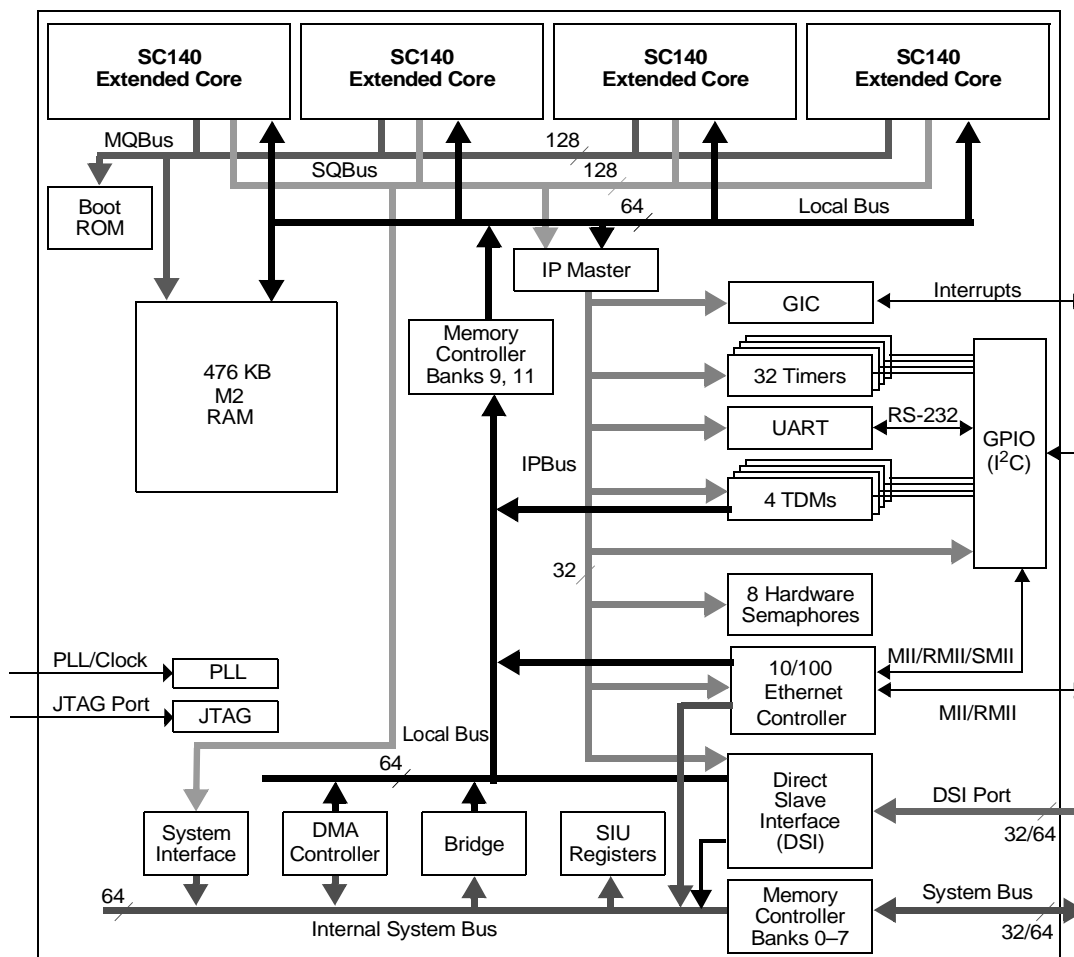 SC140
Extended Core
SC140
Extended Core
SC140
Extended Core
SC140
Extended Core
MQBus
128
SQBus
128
64
Local Bus
Boot
ROM
IP Master
476 KB
M2
RAM
Memory
Controller
Banks 9, 11
GIC
Interrupts
32 Timers
UART
RS-232
GPIO
(I²C)
IPBus
4 TDMs
32
8 Hardware
Semaphores
PLL/Clock
PLL
JTAG Port
JTAG
10/100
Ethernet
Controller
MII/RMII/SMII
MII/RMII
Local Bus
64
System
Interface
DMA
Controller
Bridge
SIU
Registers
Direct
Slave
Interface
(DSI)
DSI Port
32/64
64
Internal System Bus
Memory
Controller
Banks 0–7
System Bus
32/64